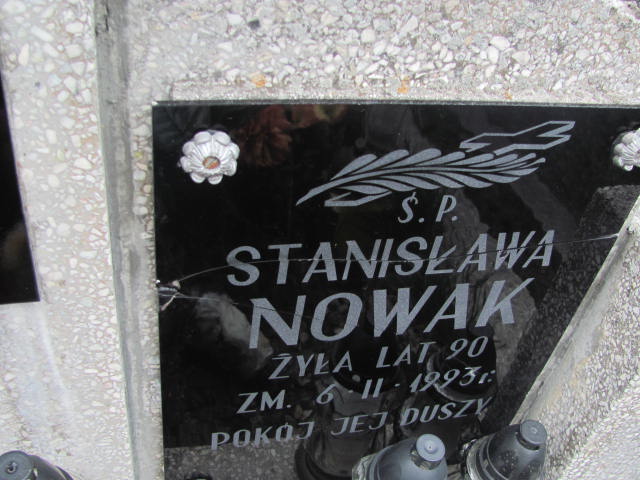 Ś. P.
STANISŁAWA
NOWAK
ŻYŁA LAT 90
ZM. 6-II-1993r.
POKÓJ JEJ DUSZY